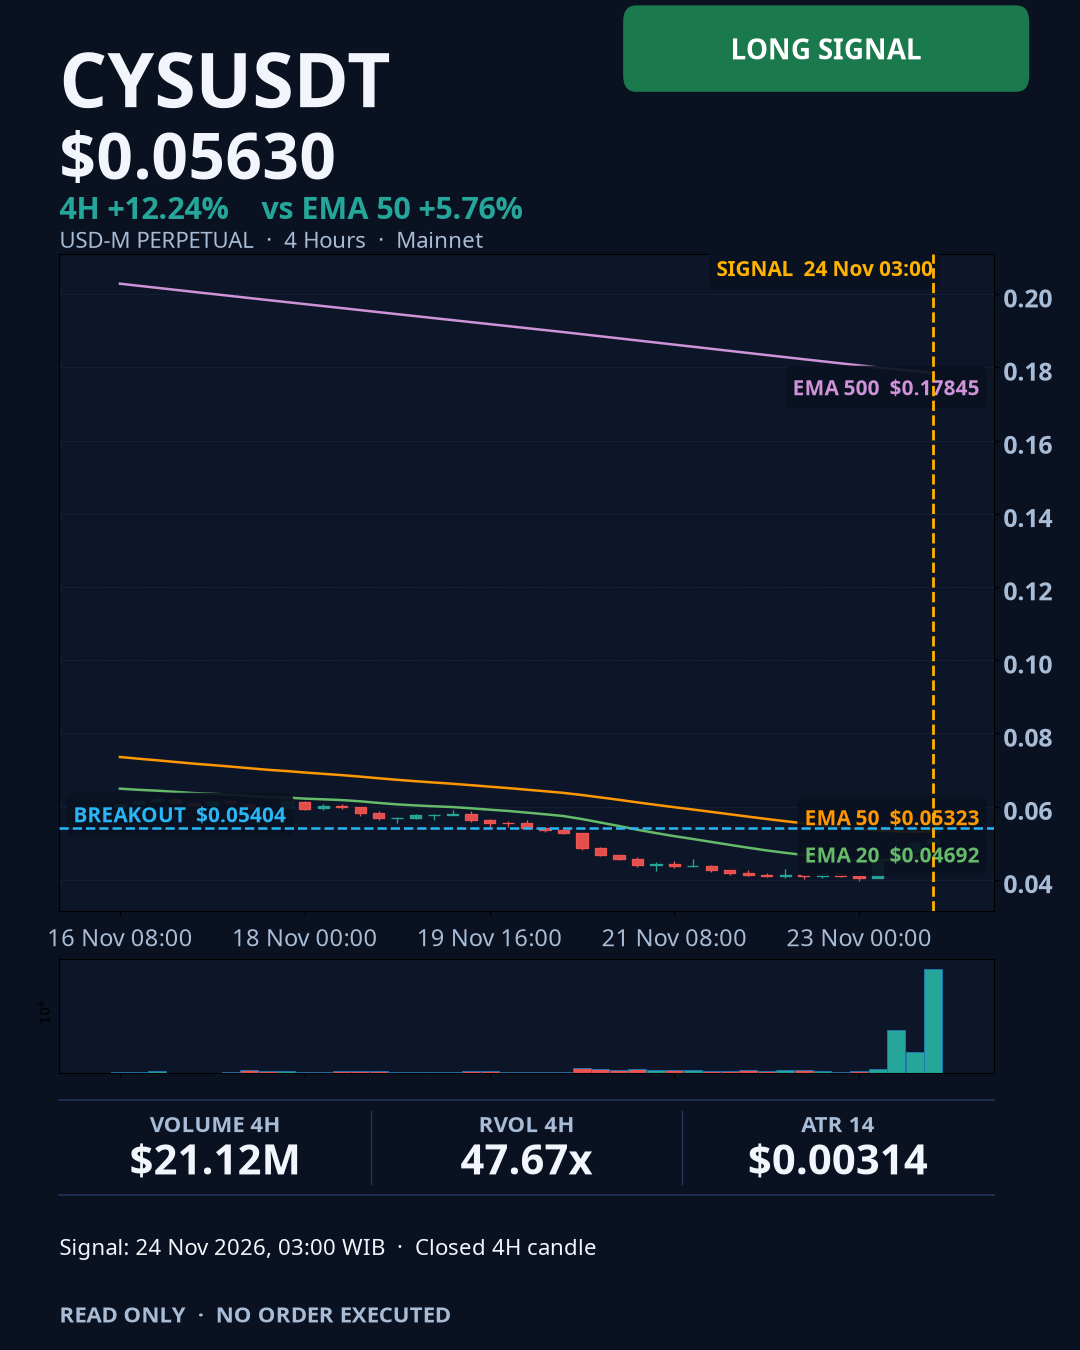 LONG SIGNAL
CYSUSDT
$0.05630
4H +12.24% vs EMA 50 +5.76%
USD-M PERPETUAL · 4 Hours · Mainnet
SIGNAL 24 Nov 03:00
0.20
0.18
EMA 500 $0.17845
0.16
0.14
0.12
0.10
0.08
0.06
BREAKOUT $0.05404
EMA 50 $0.05323
EMA 20 $0.04692
0.04
16 Nov 08:00
18 Nov 00:00
19 Nov 16:00
21 Nov 08:00
23 Nov 00:00
10⁶
VOLUME 4H
$21.12M
RVOL 4H
47.67x
ATR 14
$0.00314
Signal: 24 Nov 2026, 03:00 WIB · Closed 4H candle
READ ONLY · NO ORDER EXECUTED